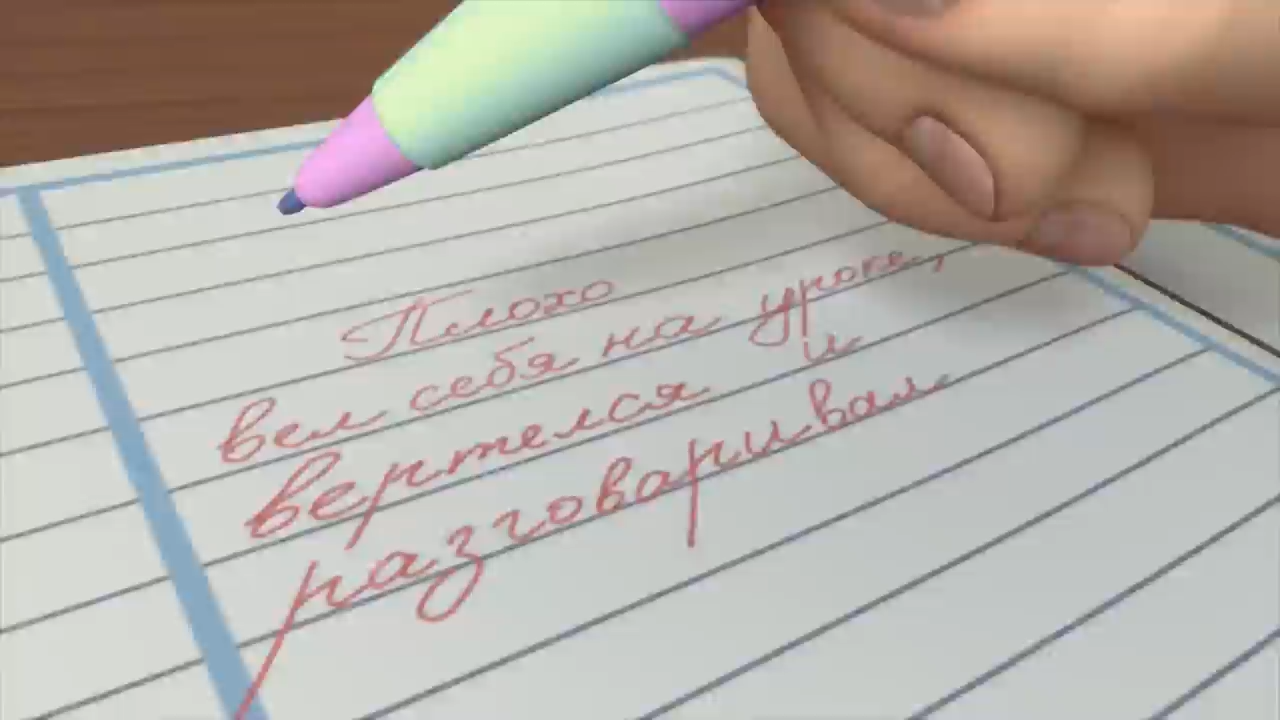 Плохо
вел себя на уроке,
вертелся и
разговаривал